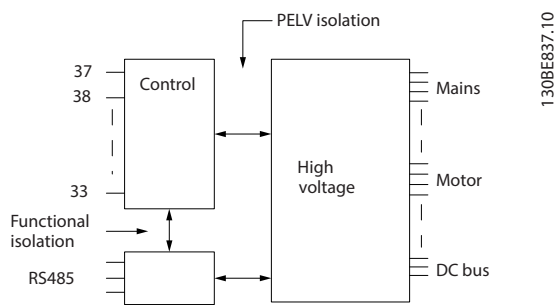 PELV isolation
130BE837.10
37
Control
38
Mains
High
voltage
Motor
33
Functional
isolation
RS485
DC bus